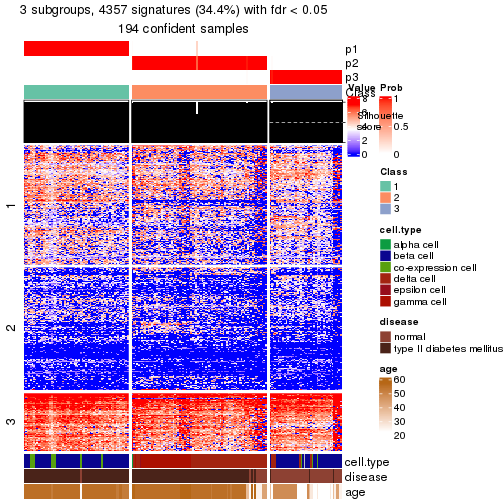 3 subgroups, 4357 signatures (34.4%) with fdr < 0.05
194 confident samples
p1
p2
p3
Class
Silhouette
score
1
2
3
cell.type
disease
age
Value
8
6
4
2
0
Prob
1
0.5
0
Class
1
2
3
cell.type
alpha cell
beta cell
co-expression cell
delta cell
epsilon cell
gamma cell
disease
normal
type II diabetes mellitus
age
60
50
40
30
20